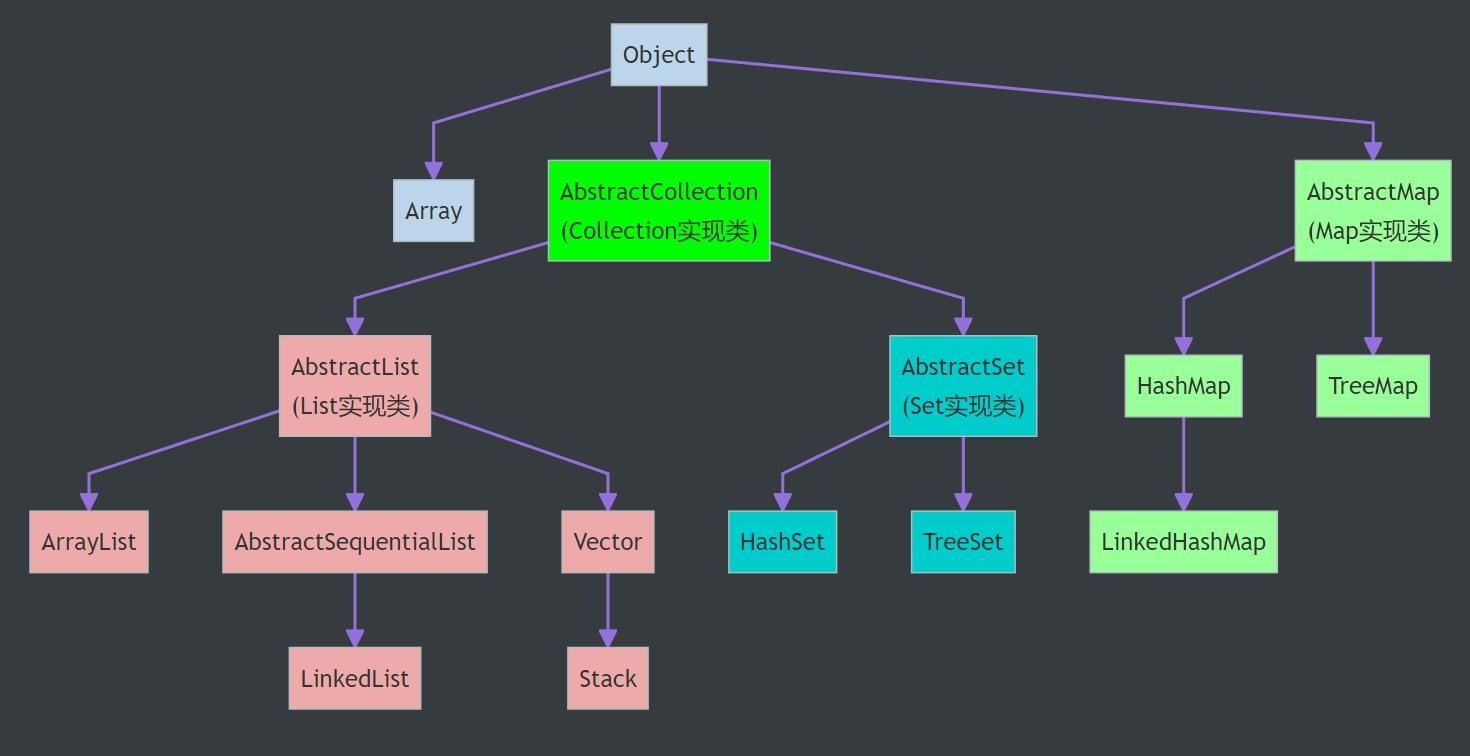 Object
Array
AbstractCollection
(Collection实现类)
AbstractMap
(Map实现类)
AbstractList
(List实现类)
AbstractSet
(Set实现类)
HashMap
TreeMap
ArrayList
AbstractSequentialList
Vector
HashSet
TreeSet
LinkedHashMap
LinkedList
Stack